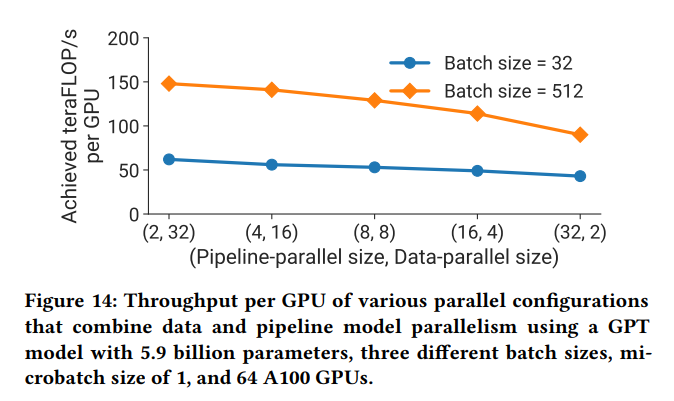 200
150
100
50
0
Achieved teraFLOP/s
per GPU
Batch size = 32
Batch size = 512
(2, 32) (4, 16) (8, 8) (16, 4) (32, 2)
(Pipeline-parallel size, Data-parallel size)
Figure 14: Throughput per GPU of various parallel configurations
that combine data and pipeline model parallelism using a GPT
model with 5.9 billion parameters, three different batch sizes, mi-
crobatch size of 1, and 64 A100 GPUs.